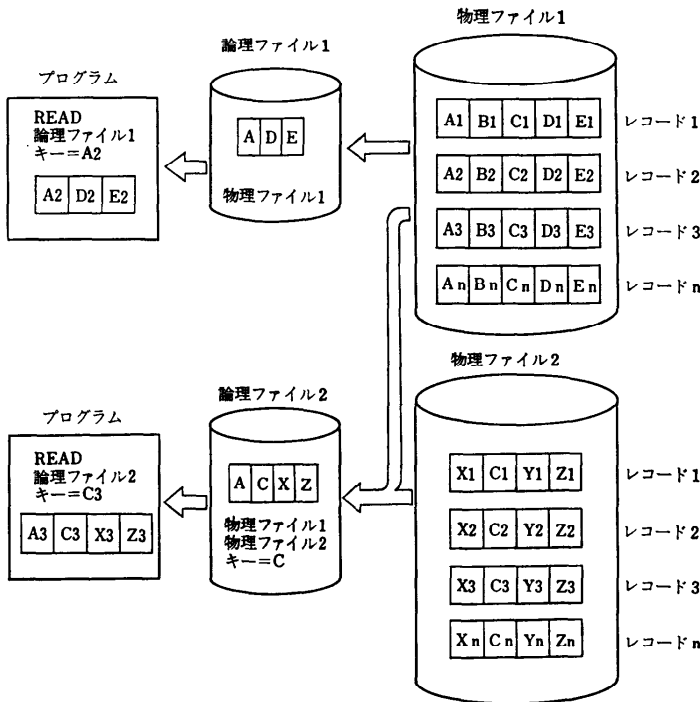 物理ファイル1
論理ファイル1
プログラム
READ
論理ファイル1
キー=A2
A2 D2 E2
A D E
物理ファイル1
A1 B1 C1 D1 E1
レコード1
A2 B2 C2 D2 E2
レコード2
A3 B3 C3 D3 E3
レコード3
An Bn Cn Dn En
レコードn
物理ファイル2
論理ファイル2
プログラム
READ
論理ファイル2
キー=C3
A3 C3 X3 Z3
A C X Z
物理ファイル1
物理ファイル2
キー=C
X1 C1 Y1 Z1
レコード1
X2 C2 Y2 Z2
レコード2
X3 C3 Y3 Z3
レコード3
Xn Cn Yn Zn
レコードn